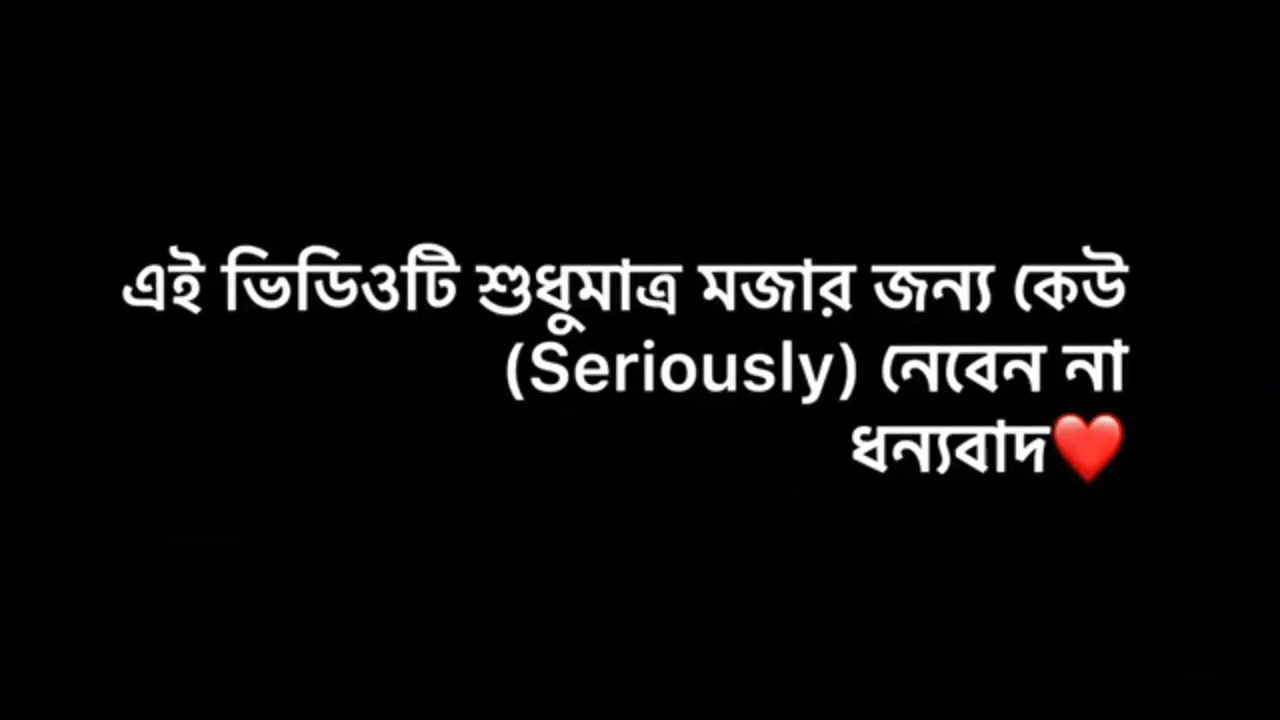 এই ভিডিওটি শুধুমাত্র মজার জন্য কেউ
(Seriously) নেবেন না
ধন্যবাদ❤️